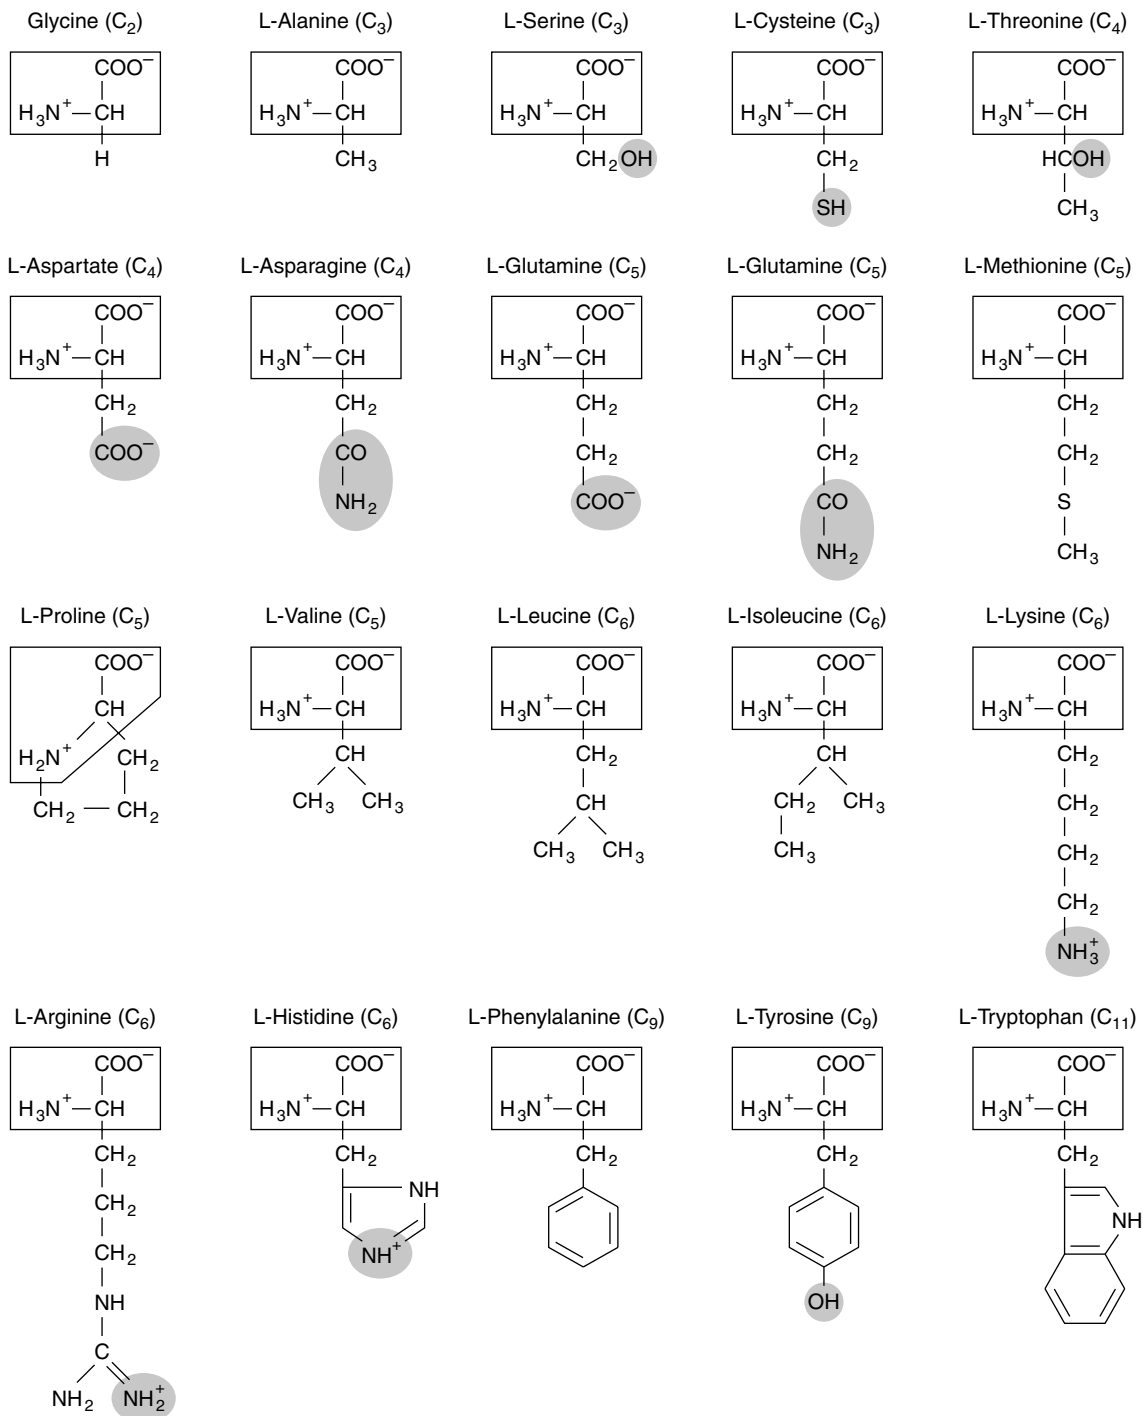 Glycine (C₂) L-Alanine (C₃) L-Serine (C₃) L-Cysteine (C₃) L-Threonine (C₄)
COO⁻ COO⁻ COO⁻ COO⁻ COO⁻
H₃N⁺ CH H₃N⁺ CH H₃N⁺ CH H₃N⁺ CH H₃N⁺ CH
H CH₃ CH₂OH CH₂ HCOH
SH CH₃
L-Aspartate (C₄) L-Asparagine (C₄) L-Glutamine (C₅) L-Glutamine (C₅) L-Methionine (C₅)
COO⁻ COO⁻ COO⁻ COO⁻ COO⁻
H₃N⁺ CH H₃N⁺ CH H₃N⁺ CH H₃N⁺ CH H₃N⁺ CH
CH₂ CH₂ CH₂ CH₂ CH₂
COO⁻ CO CH₂ CH₂ CH₂
NH₂ COO⁻ CO S
NH₂ CH₃
L-Proline (C₅) L-Valine (C₅) L-Leucine (C₆) L-Isoleucine (C₆) L-Lysine (C₆)
COO⁻ COO⁻ COO⁻ COO⁻ COO⁻
CH H₃N⁺ CH H₃N⁺ CH H₃N⁺ CH H₃N⁺ CH
H₂N⁺ CH₂ CH CH₂ CH CH₂
CH₂ CH₂ CH₃ CH₃ CH CH₂ CH₃ CH₂
CH₃ CH₃ CH₃ CH₂
CH₂
NH₃⁺
L-Arginine (C₆) L-Histidine (C₆) L-Phenylalanine (C₉) L-Tyrosine (C₉) L-Tryptophan (C₁₁)
COO⁻ COO⁻ COO⁻ COO⁻ COO⁻
H₃N⁺ CH H₃N⁺ CH H₃N⁺ CH H₃N⁺ CH H₃N⁺ CH
CH₂ CH₂ CH₂ CH₂ CH₂
CH₂ NH NH
CH₂ NH⁺
NH OH
C
NH₂ NH₂⁺